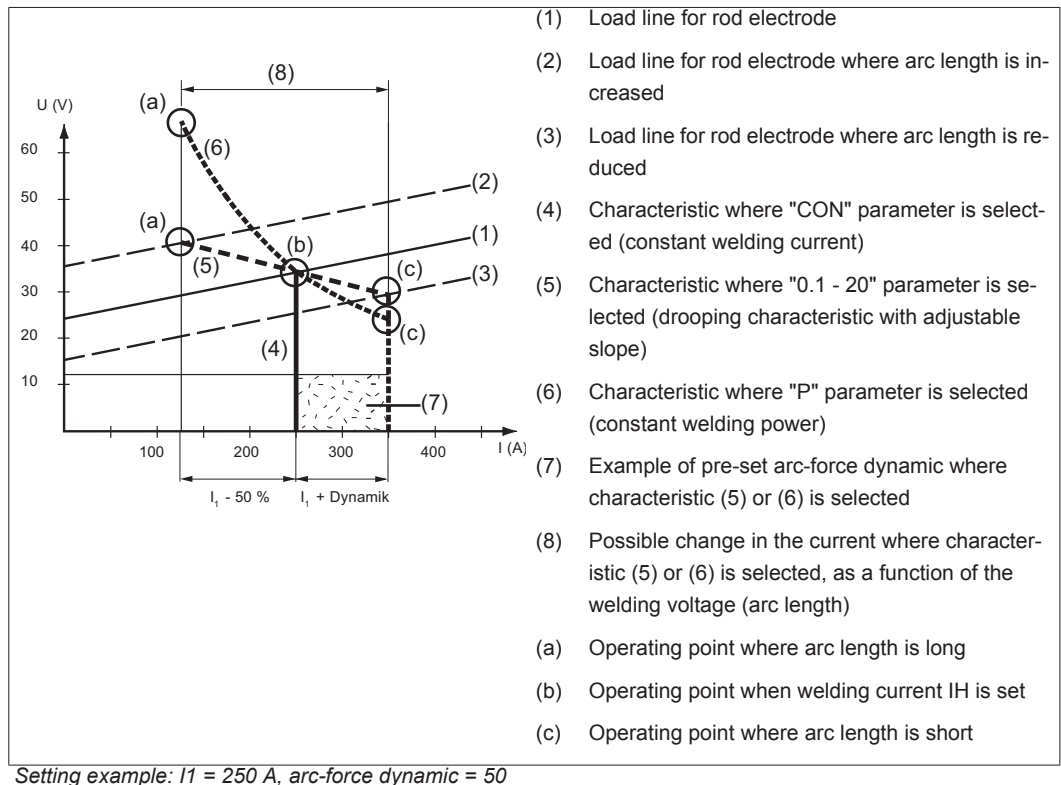 (8)
(a)
U (V)
(6)
60
(2)
50
(a)
(1)
40
(b)
(5)
(c)
(3)
30
(c)
20
(4)
10
(7)
I (A)
100
200
300
400
I1 - 50 %
I1 + Dynamik
(1) Load line for rod electrode
(2) Load line for rod electrode where arc length is in-
creased
(3) Load line for rod electrode where arc length is re-
duced
(4) Characteristic where "CON" parameter is select-
ed (constant welding current)
(5) Characteristic where "0.1 - 20" parameter is se-
lected (drooping characteristic with adjustable
slope)
(6) Characteristic where "P" parameter is selected
(constant welding power)
(7) Example of pre-set arc-force dynamic where
characteristic (5) or (6) is selected
(8) Possible change in the current where character-
istic (5) or (6) is selected, as a function of the
welding voltage (arc length)
(a) Operating point where arc length is long
(b) Operating point when welding current IH is set
(c) Operating point where arc length is short
Setting example: I1 = 250 A, arc-force dynamic = 50